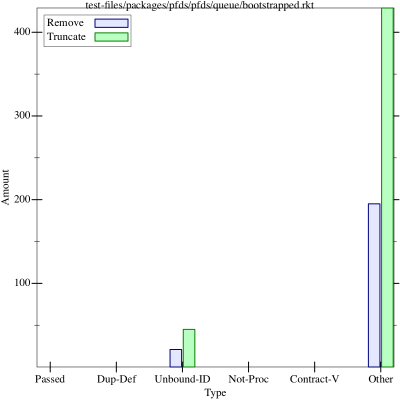 test-files/packages/pfds/pfds/queue/bootstrapped.rkt
Remove
Truncate
400
300
200
100
Amount
Passed Dup-Def Unbound-ID Not-Proc Contract-V Other
Type